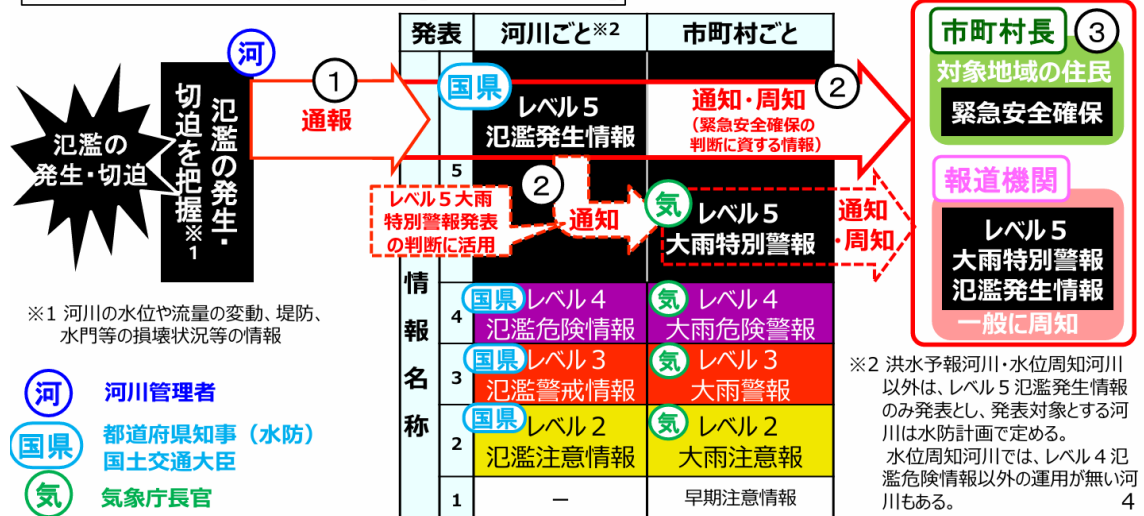 発表
河川ごと※2
市町村ごと
河
①
通報
氾濫の
発生・切迫
氾濫の発生・
切迫を把握※1
国県
レベル5
氾濫発生情報
通知・周知
②
(緊急安全確保の
判断に資する情報)
市町村長
③
対象地域の住民
緊急安全確保
5
レベル5大雨
特別警報発表
の判断に活用
②
通知
気
レベル5
大雨特別警報
通知
・周知
報道機関
レベル5
大雨特別警報
氾濫発生情報
一般に周知
情報名称
4
国県
レベル4
氾濫危険情報
気
レベル4
大雨危険警報
3
国県
レベル3
氾濫警戒情報
気
レベル3
大雨警報
2
国県
レベル2
氾濫注意情報
気
レベル2
大雨注意報
1
―
早期注意情報
※1 河川の水位や流量の変動、堤防、
水門等の損壊状況等の情報
河
河川管理者
国県
都道府県知事(水防)
国土交通大臣
気
気象庁長官
※2 洪水予報河川・水位周知河川
以外は、レベル5氾濫発生情報
のみ発表とし、発表対象とする河
川は水防計画で定める。
水位周知河川では、レベル4氾
濫危険情報以外の運用が無い河
川もある。
4